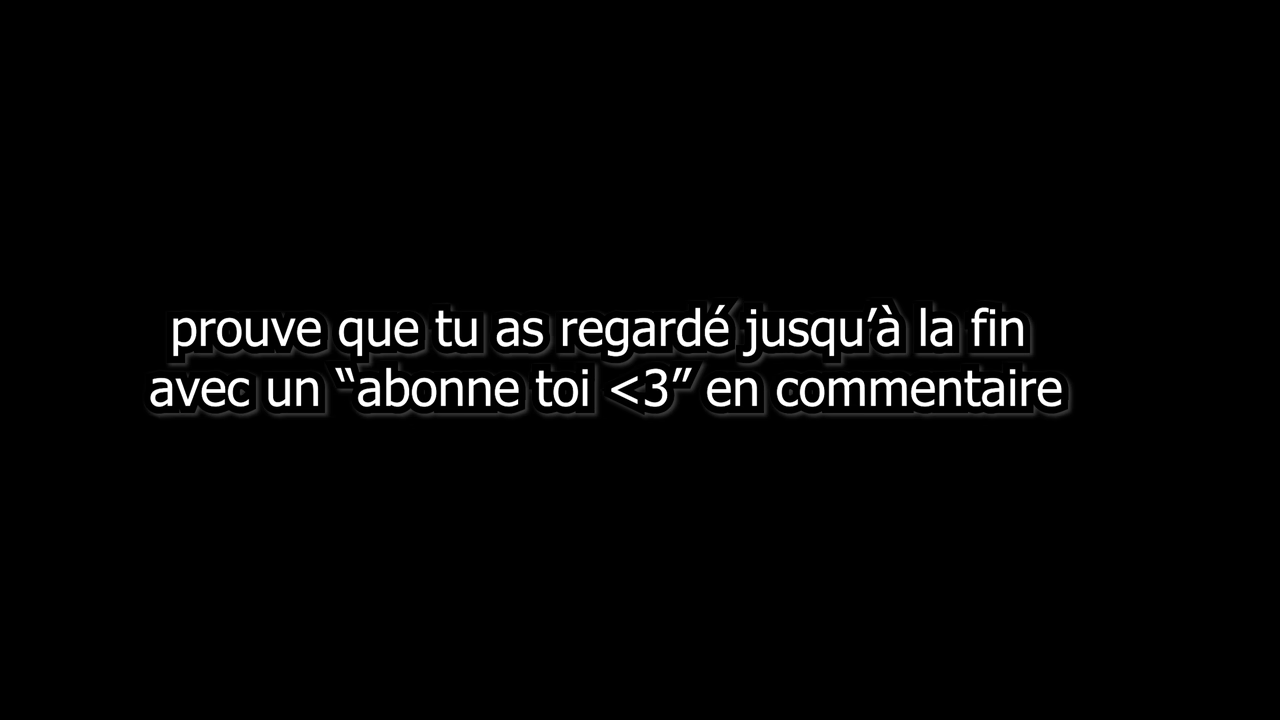 prouve que tu as regardé jusqu’à la fin
avec un “abonne toi <3” en commentaire